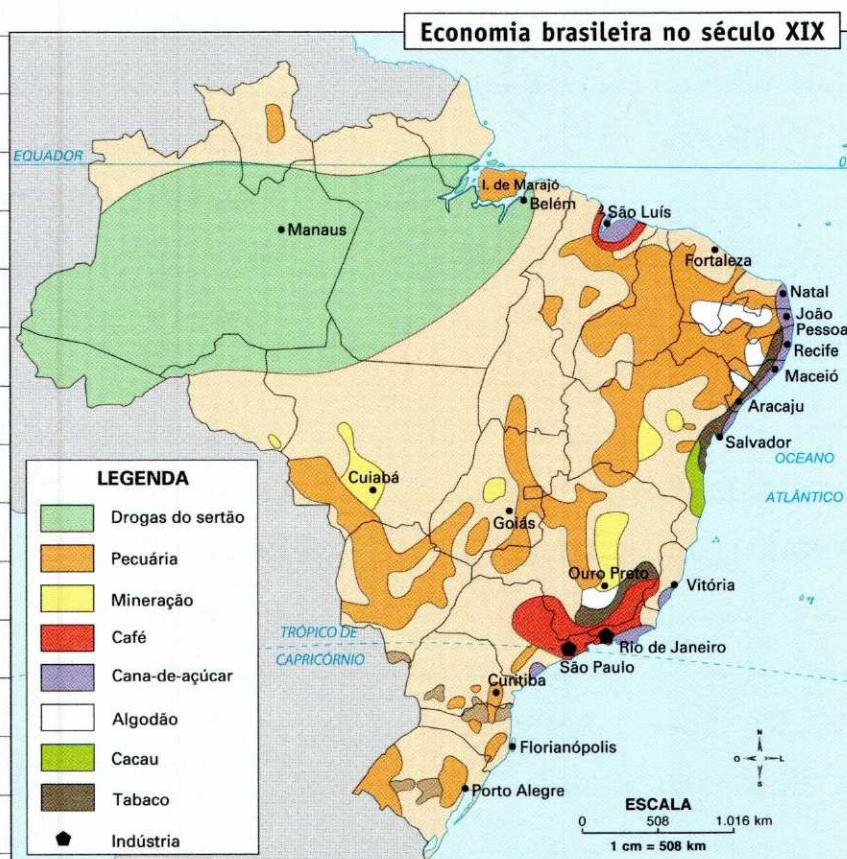 Economia brasileira no século XIX
EQUADOR
0
I. de Marajó
Belém
Manaus
São Luís
Fortaleza
Natal
João
Pessoa
Recife
Maceió
Aracaju
Salvador
OCEANO
ATLÂNTICO
Cuiabá
Goiás
Ouro Preto
Vitória
TRÓPICO DE
CAPRICÓRNIO
Rio de Janeiro
São Paulo
Curitiba
Florianópolis
Porto Alegre
LEGENDA
Drogas do sertão
Pecuária
Mineração
Café
Cana-de-açúcar
Algodão
Cacau
Tabaco
Indústria
N
O L
S
ESCALA
0 508 1.016 km
1 cm = 508 km